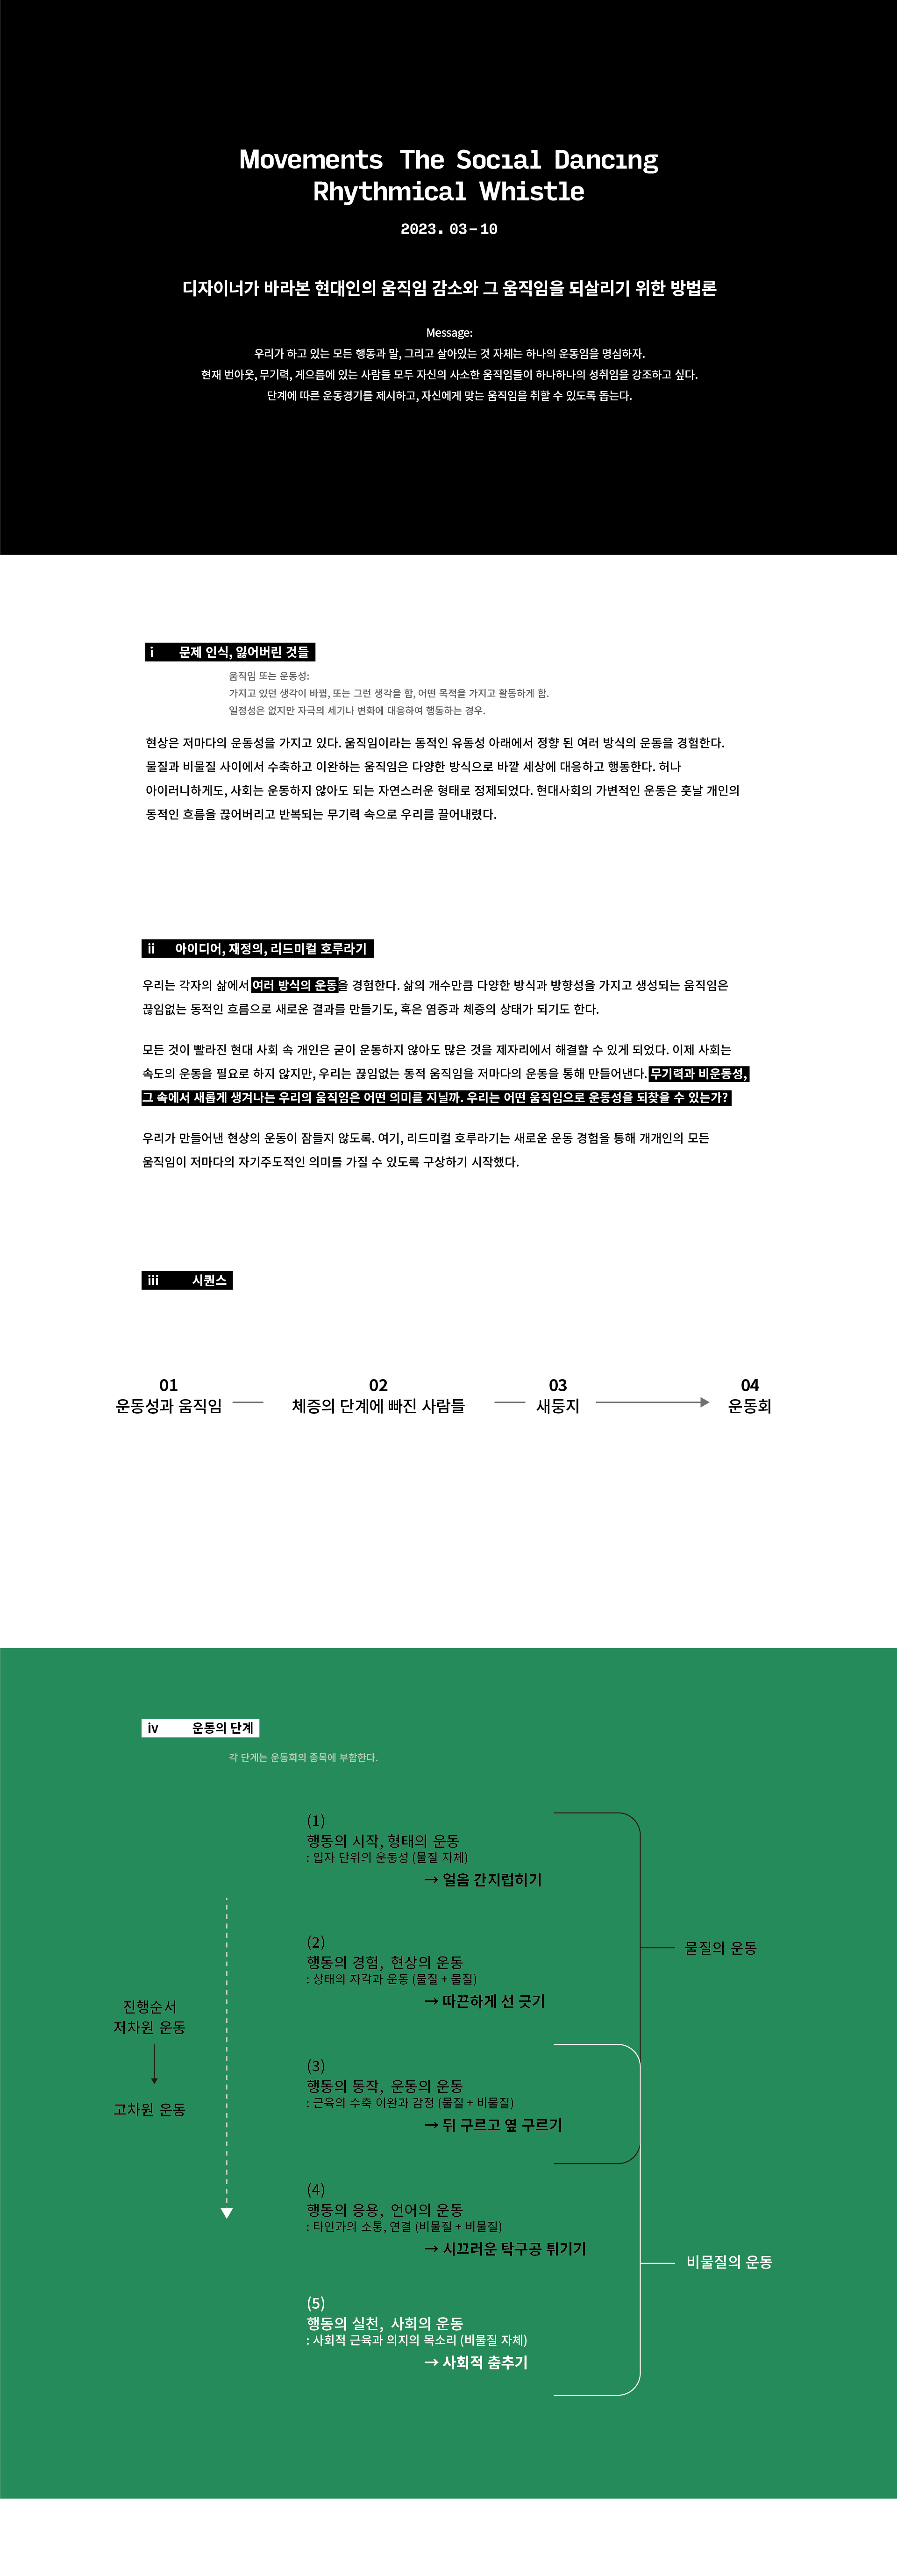 Movements The Social Dancing
Rhythmical Whistle
2023. 03-10
디자이너가 바라본 현대인의 움직임 감소와 그 움직임을 되살리기 위한 방법론
Message:
우리가 하고 있는 모든 행동과 말, 그리고 살아있는 것 자체는 하나의 운동임을 명심하자.
현재 번아웃, 무기력, 게으름에 있는 사람들 모두 자신의 사소한 움직임들이 하나하나의 성취임을 강조하고 싶다.
단계에 따른 운동경기를 제시하고, 자신에게 맞는 움직임을 취할 수 있도록 돕는다.
i 문제 인식, 잃어버린 것들
움직임 또는 운동성:
가지고 있던 생각이 바뀜, 또는 그런 생각을 함, 어떤 목적을 가지고 활동하게 함.
일정성은 없지만 자극의 세기나 변화에 대응하여 행동하는 경우.
현상은 저마다의 운동성을 가지고 있다. 움직임이라는 동적인 유동성 아래에서 정향 된 여러 방식의 운동을 경험한다.
물질과 비물질 사이에서 수축하고 이완하는 움직임은 다양한 방식으로 바깥 세상에 대응하고 행동한다. 허나
아이러니하게도, 사회는 운동하지 않아도 되는 자연스러운 형태로 정제되었다. 현대사회의 가변적인 운동은 훗날 개인의
동적인 흐름을 끊어버리고 반복되는 무기력 속으로 우리를 끌어내렸다.
ii 아이디어, 재정의, 리드미컬 호루라기
우리는 각자의 삶에서 여러 방식의 운동을 경험한다. 삶의 개수만큼 다양한 방식과 방향성을 가지고 생성되는 움직임은
끊임없는 동적인 흐름으로 새로운 결과를 만들기도, 혹은 염증과 체증의 상태가 되기도 한다.
모든 것이 빨라진 현대 사회 속 개인은 굳이 운동하지 않아도 많은 것을 제자리에서 해결할 수 있게 되었다. 이제 사회는
속도의 운동을 필요로 하지 않지만, 우리는 끊임없는 동적 움직임을 저마다의 운동을 통해 만들어낸다. 무기력과 비운동성,
그 속에서 새롭게 생겨나는 우리의 움직임은 어떤 의미를 지닐까. 우리는 어떤 움직임으로 운동성을 되찾을 수 있는가?
우리가 만들어낸 현상의 운동이 잠들지 않도록. 여기, 리드미컬 호루라기는 새로운 운동 경험을 통해 개개인의 모든
움직임이 저마다의 자기주도적인 의미를 가질 수 있도록 구상하기 시작했다.
iii 시퀀스
01
운동성과 움직임
02
체증의 단계에 빠진 사람들
03
새둥지
04
운동회
iv 운동의 단계
각 단계는 운동회의 종목에 부합한다.
진행순서
저차원 운동
고차원 운동
(1)
행동의 시작, 형태의 운동
: 입자 단위의 운동성 (물질 자체)
→ 얼음 간지럽히기
(2)
행동의 경험, 현상의 운동
: 상태의 자각과 운동 (물질 + 물질)
→ 따끈하게 선 긋기
(3)
행동의 동작, 운동의 운동
: 근육의 수축 이완과 감정 (물질 + 비물질)
→ 뒤 구르고 옆 구르기
(4)
행동의 응용, 언어의 운동
: 타인과의 소통, 연결 (비물질 + 비물질)
→ 시끄러운 탁구공 튀기기
(5)
행동의 실천, 사회의 운동
: 사회적 근육과 의지의 목소리 (비물질 자체)
→ 사회적 춤추기
물질의 운동
비물질의 운동